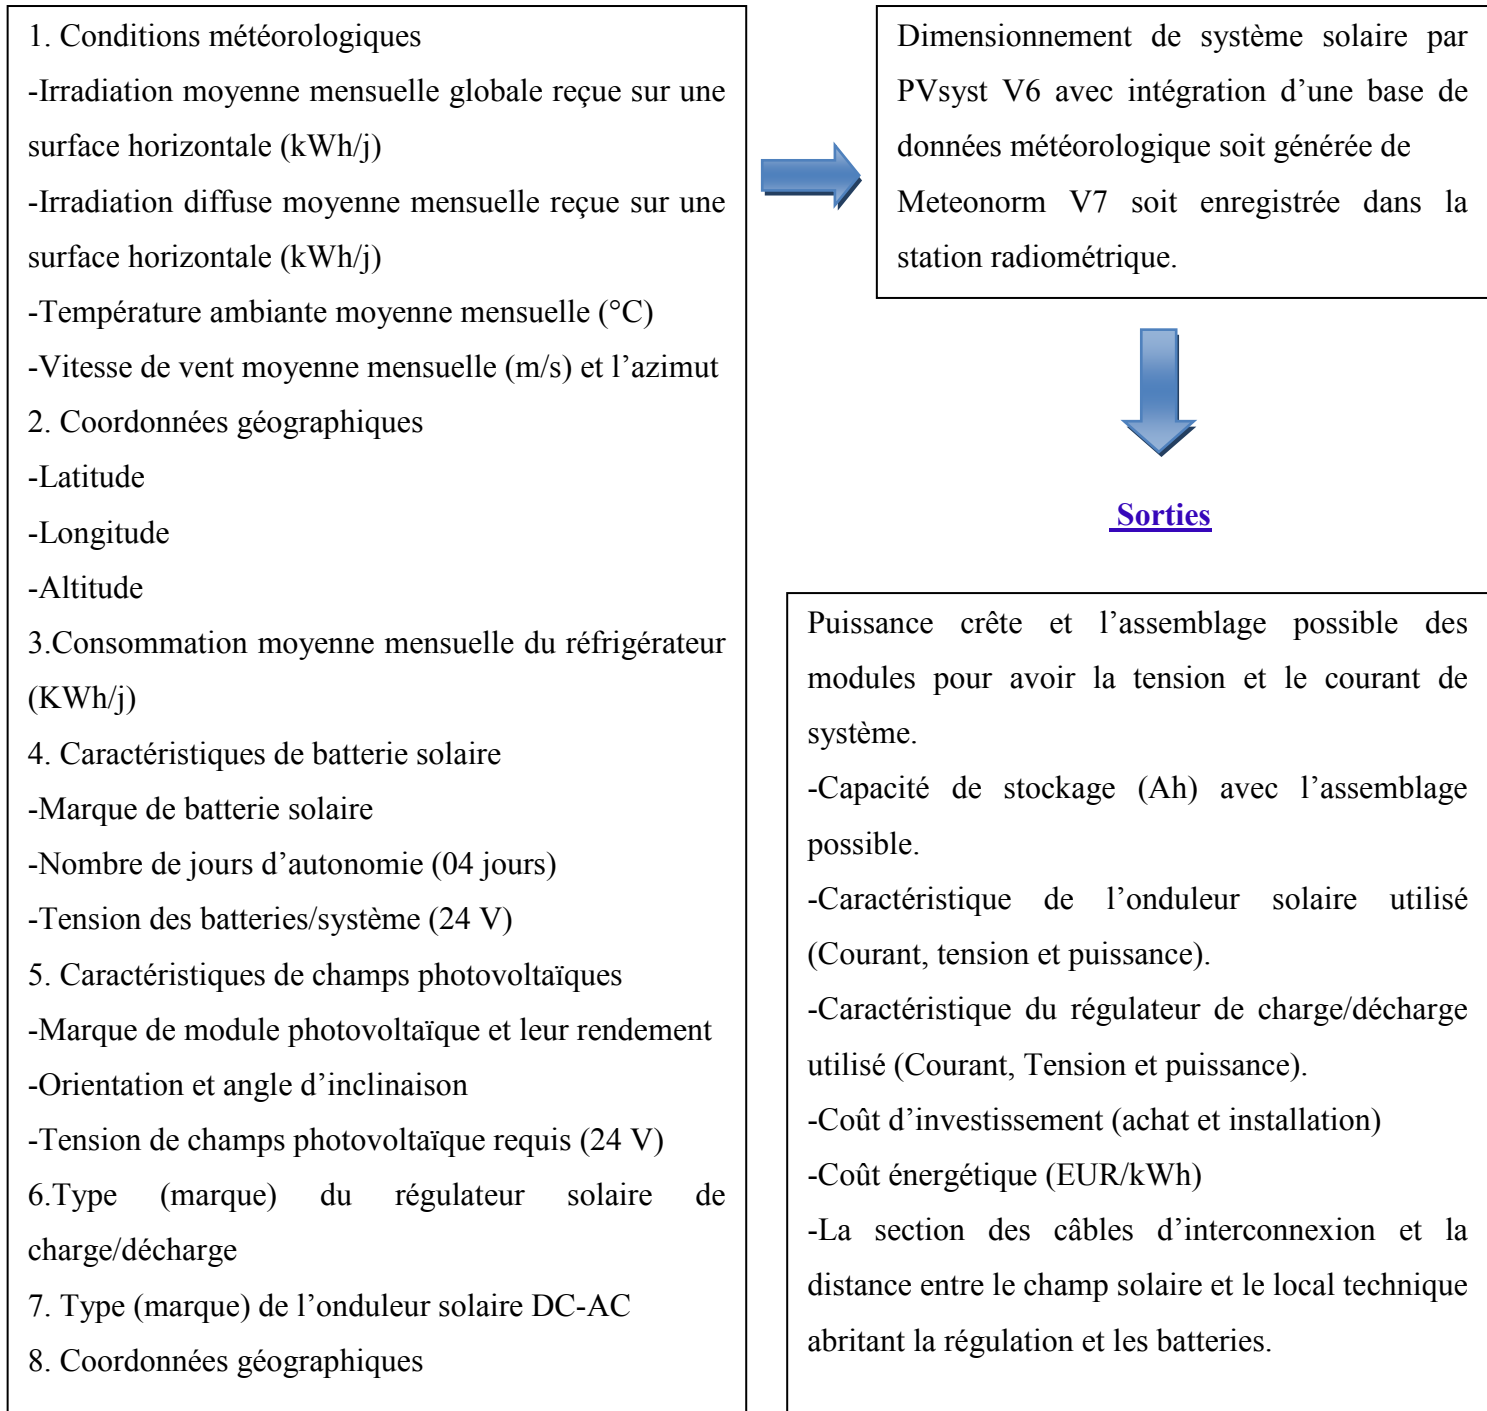 1. Conditions météorologiques
-Irradiation moyenne mensuelle globale reçue sur une
surface horizontale (kWh/j)
-Irradiation diffuse moyenne mensuelle reçue sur une
surface horizontale (kWh/j)
-Température ambiante moyenne mensuelle (°C)
-Vitesse de vent moyenne mensuelle (m/s) et l’azimut
2. Coordonnées géographiques
-Latitude
-Longitude
-Altitude
3.Consommation moyenne mensuelle du réfrigérateur
(KWh/j)
4. Caractéristiques de batterie solaire
-Marque de batterie solaire
-Nombre de jours d’autonomie (04 jours)
-Tension des batteries/système (24 V)
5. Caractéristiques de champs photovoltaïques
-Marque de module photovoltaïque et leur rendement
-Orientation et angle d’inclinaison
-Tension de champs photovoltaïque requis (24 V)
6.Type (marque) du régulateur solaire de
charge/décharge
7. Type (marque) de l’onduleur solaire DC-AC
8. Coordonnées géographiques
Dimensionnement de système solaire par
PVsyst V6 avec intégration d’une base de
données météorologique soit générée de
Meteonorm V7 soit enregistrée dans la
station radiométrique.
Sorties
Puissance crête et l’assemblage possible des
modules pour avoir la tension et le courant de
système.
-Capacité de stockage (Ah) avec l’assemblage
possible.
-Caractéristique de l’onduleur solaire utilisé
(Courant, tension et puissance).
-Caractéristique du régulateur de charge/décharge
utilisé (Courant, Tension et puissance).
-Coût d’investissement (achat et installation)
-Coût énergétique (EUR/kWh)
-La section des câbles d’interconnexion et la
distance entre le champ solaire et le local technique
abritant la régulation et les batteries.